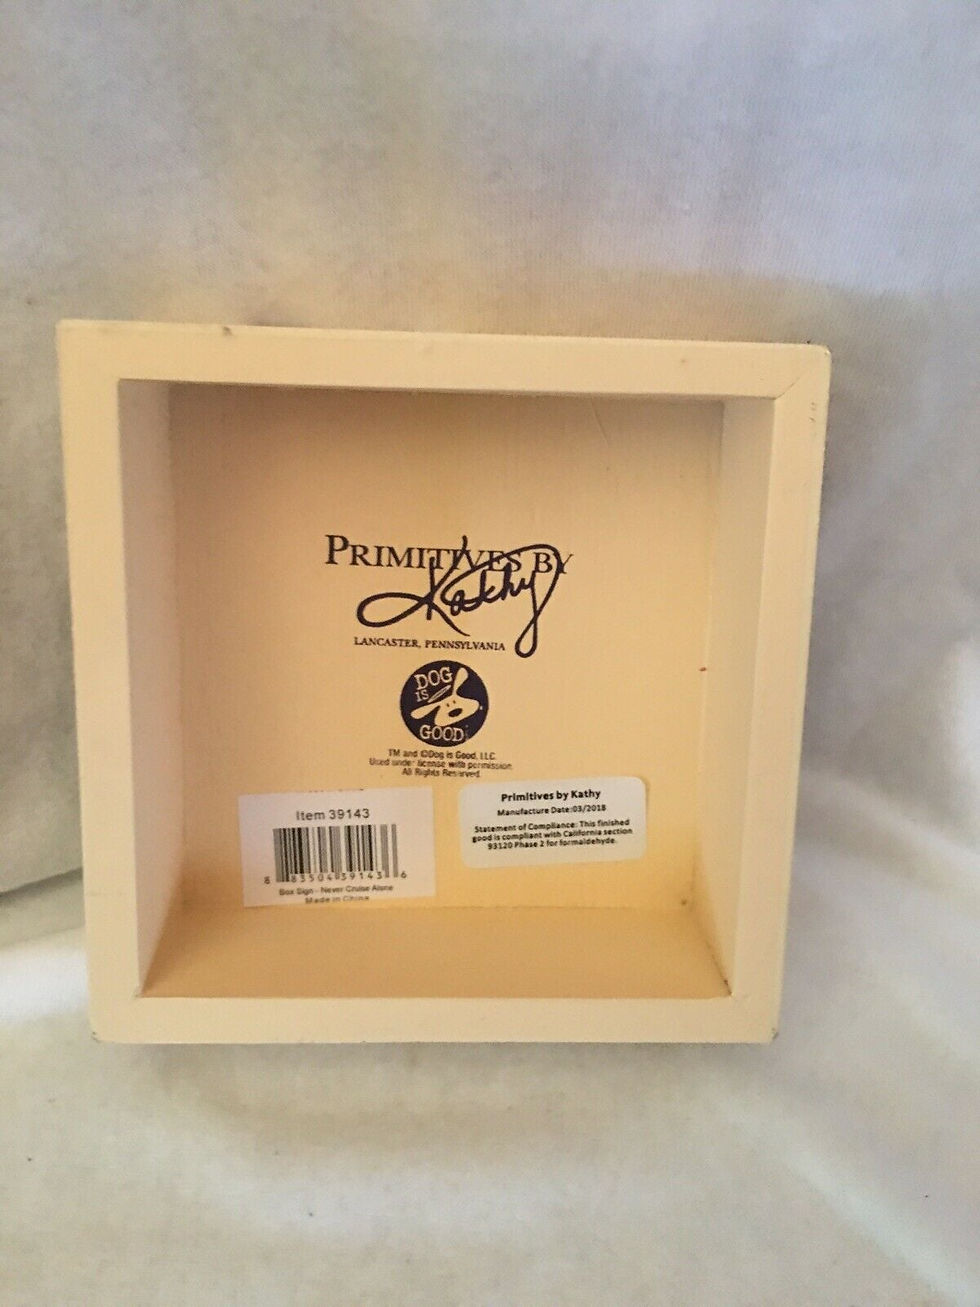 PRIMITIVES BY
Kathy
LANCASTER, PENNSYLVANIA
DOG
IS
GOOD
TM and ©Dog is Good, LLC.
Used under license with permission.
All Rights Reserved.
Item 39143
8 83504 39143 6
Box Sign - Never Cruise Alone
Made in China
Primitives by Kathy
Manufacture Date:03/2018
Statement of Compliance: This finished
good is compliant with California section
93120 Phase 2 for formaldehyde.